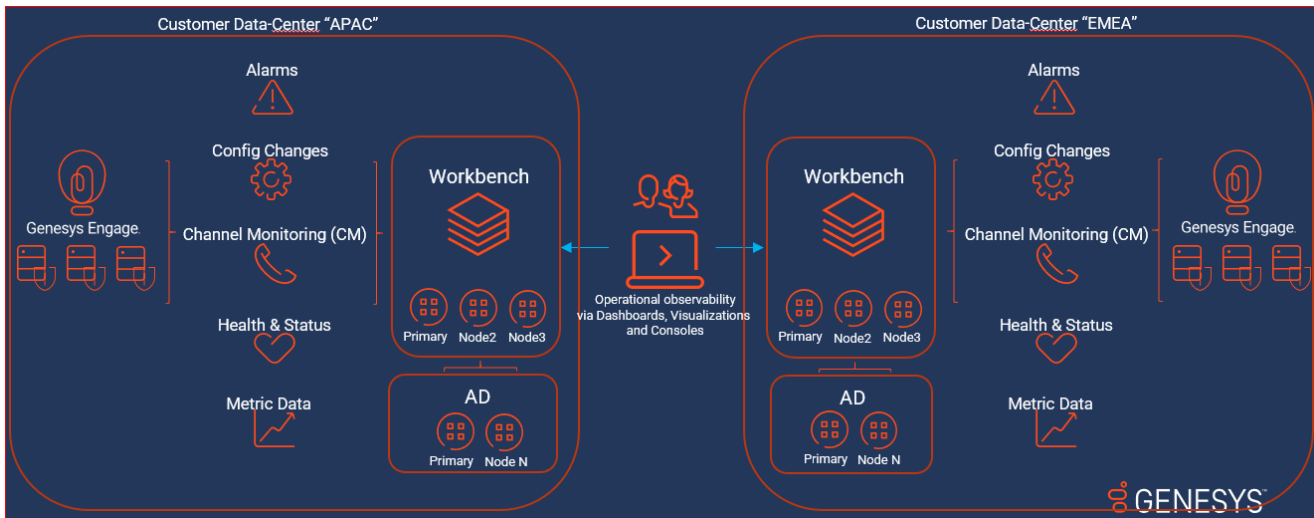 Customer Data-Center “APAC”
Alarms
Config Changes
Genesys Engage.
Channel Monitoring (CM)
Health & Status
Metric Data
Workbench
Primary
Node2
Node3
AD
Primary
Node N
Operational observability
via Dashboards, Visualizations
and Consoles
Customer Data-Center “EMEA”
Workbench
Primary
Node2
Node3
AD
Primary
Node N
Alarms
Config Changes
Channel Monitoring (CM)
Health & Status
Metric Data
Genesys Engage.
GENESYS™